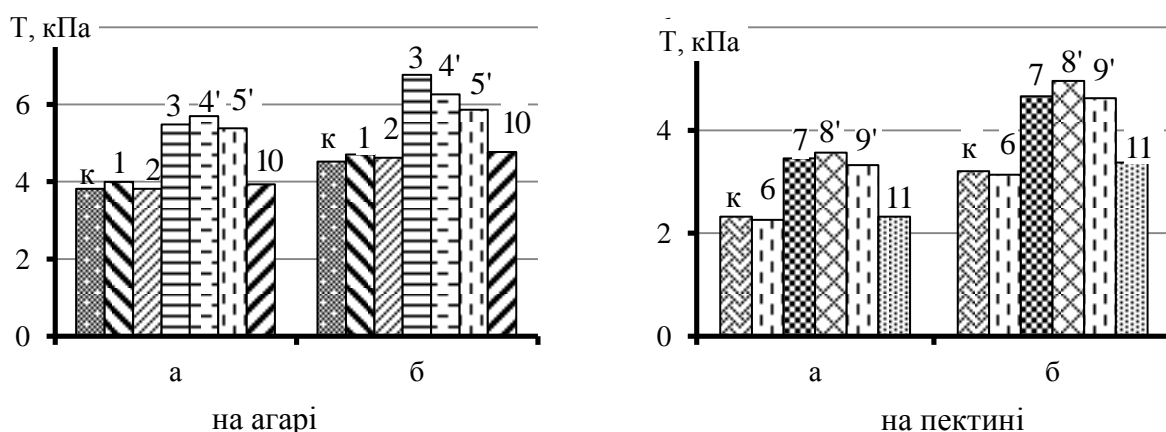 Т, кПа
6
4
2
0
к 1 2 3 4' 5' 10
к 1 2 3 4' 5' 10
а б
на агарі
Т, кПа
4
2
0
к 6 7 8' 9' 11
к 6 7 8' 9' 11
а б
на пектині